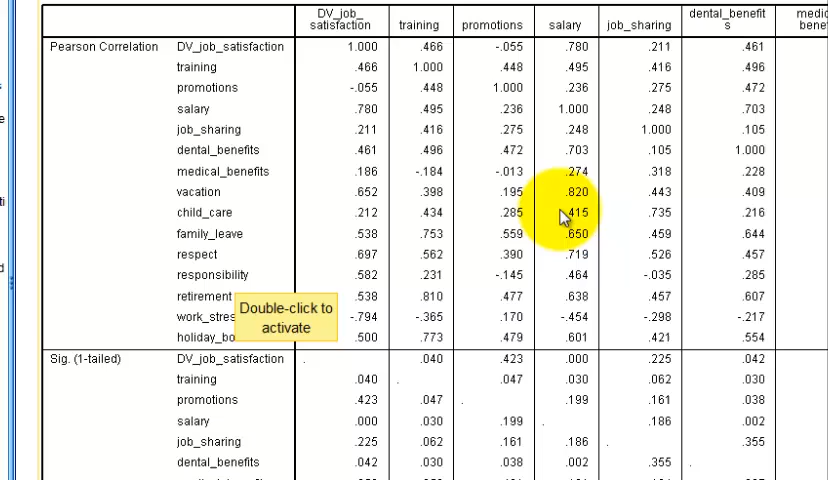 DV_job_
satisfaction training promotions salary job_sharing dental_benefit
s
Pearson Correlation DV_job_satisfaction 1.000 .466 -.055 .780 .211 .461
training .466 1.000 .448 .495 .416 .496
promotions -.055 .448 1.000 .236 .275 .472
salary .780 .495 .236 1.000 .248 .703
job_sharing .211 .416 .275 .248 1.000 .105
dental_benefits .461 .496 .472 .703 .105 1.000
medical_benefits .186 -.184 -.013 .274 .318 .228
vacation .652 .398 .195 .820 .443 .409
child_care .212 .434 .285 .415 .735 .216
family_leave .538 .753 .559 .650 .459 .644
respect .697 .562 .390 .719 .526 .457
responsibility .582 .231 -.145 .464 -.035 .285
retirement .538 .810 .477 .638 .457 .607
work_stres -.794 -.365 .170 -.454 -.298 -.217
holiday_bo .500 .773 .479 .601 .421 .554
Double-click to
activate
Sig. (1-tailed) DV_job_satisfaction . .040 .423 .000 .225 .042
training .040 . .047 .030 .062 .030
promotions .423 .047 . .199 .161 .038
salary .000 .030 .199 . .186 .002
job_sharing .225 .062 .161 .186 . .355
dental_benefits .042 .030 .038 .002 .355 .